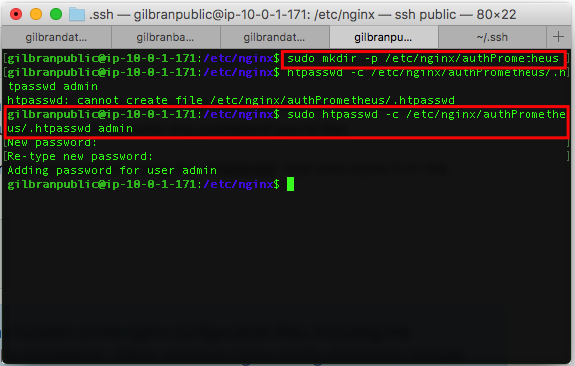 .ssh — gilbranpublic@ip-10-0-1-171: /etc/nginx — ssh public — 80×22
gilbrandat... gilbranba... gilbrandat... gilbranpu... ~/.ssh +
[gilbranpublic@ip-10-0-1-171:/etc/nginx$ sudo mkdir -p /etc/nginx/authPrometheus ]
[gilbranpublic@ip-10-0-1-171:/etc/nginx$ htpasswd -c /etc/nginx/authPrometheus/.h]
tpasswd admin
htpasswd: cannot create file /etc/nginx/authPrometheus/.htpasswd
[gilbranpublic@ip-10-0-1-171:/etc/nginx$ sudo htpasswd -c /etc/nginx/authPromethe]
us/.htpasswd admin
[New password: ]
[Re-type new password: ]
Adding password for user admin
gilbranpublic@ip-10-0-1-171:/etc/nginx$